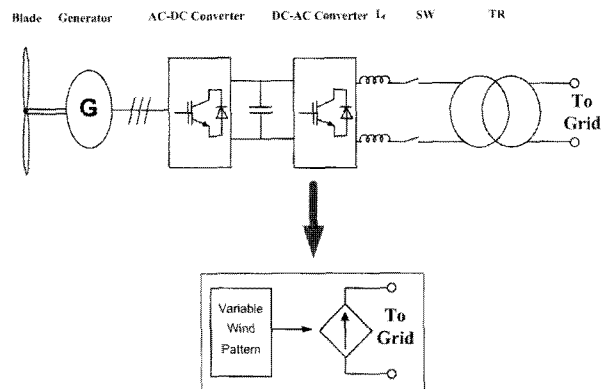 Blade Generator AC-DC Converter DC-AC Converter Lf SW TR
G
To
Grid
Variable
Wind
Pattern
To
Grid